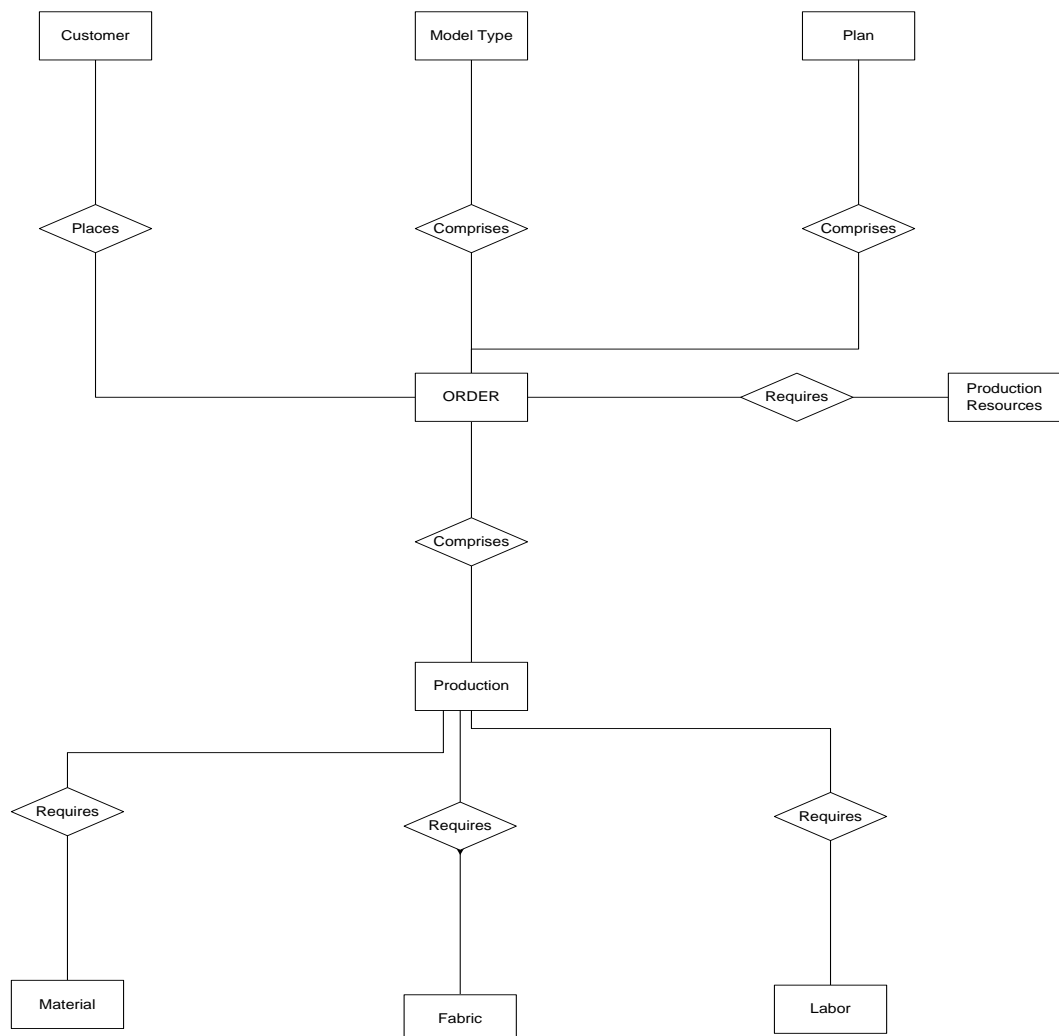 Customer
Model Type
Plan
Places
Comprises
Comprises
ORDER
Requires
Production
Resources
Comprises
Production
Requires
Requires
Requires
Material
Fabric
Labor